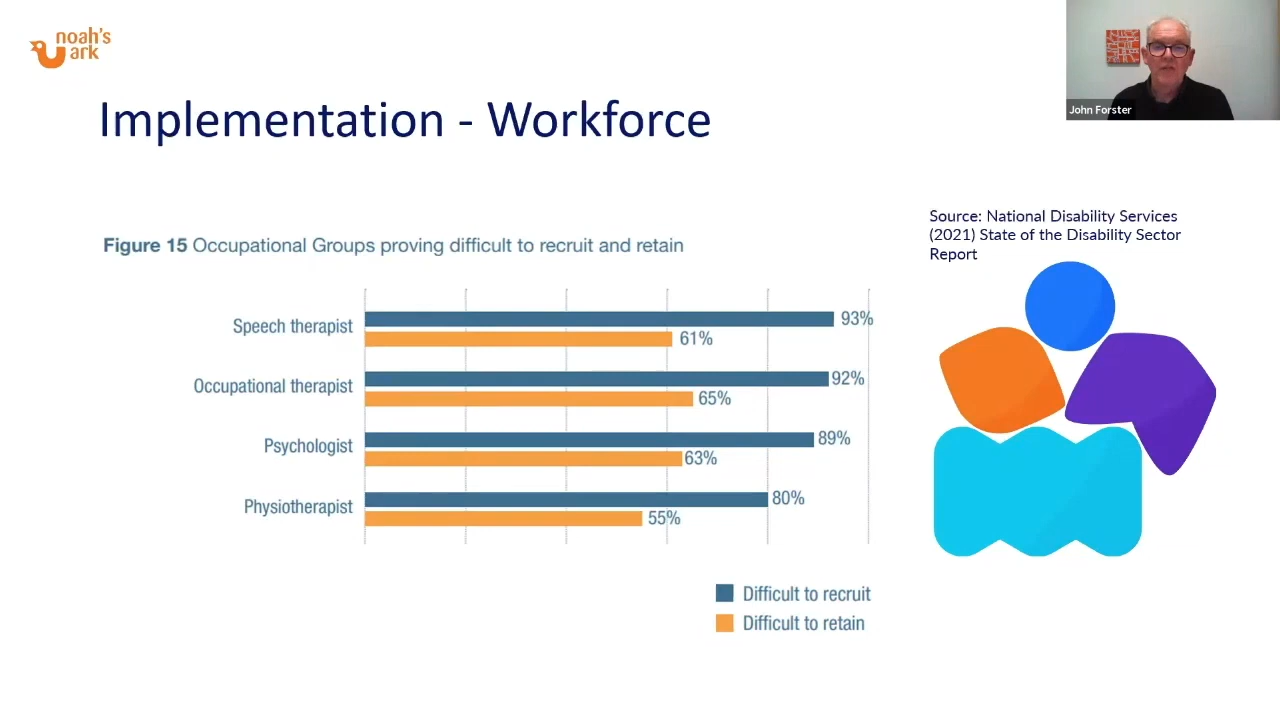 noah's
ark
John Forster
Implementation - Workforce
Source: National Disability Services
(2021) State of the Disability Sector
Report
Figure 15 Occupational Groups proving difficult to recruit and retain
Speech therapist
93%
61%
Occupational therapist
92%
65%
Psychologist
89%
63%
Physiotherapist
80%
55%
Difficult to recruit
Difficult to retain